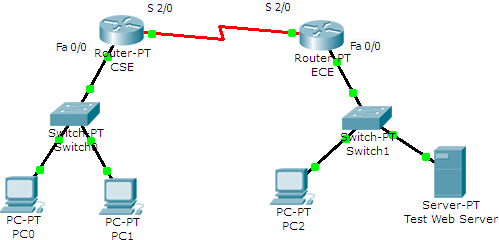 S 2/0
S 2/0
Fa 0/0
Router-PT
CSE
Fa 0/0
Router-PT
ECE
Switch-PT
Switch0
Switch-PT
Switch1
PC-PT
PC0
PC-PT
PC1
PC-PT
PC2
Server-PT
Test Web Server